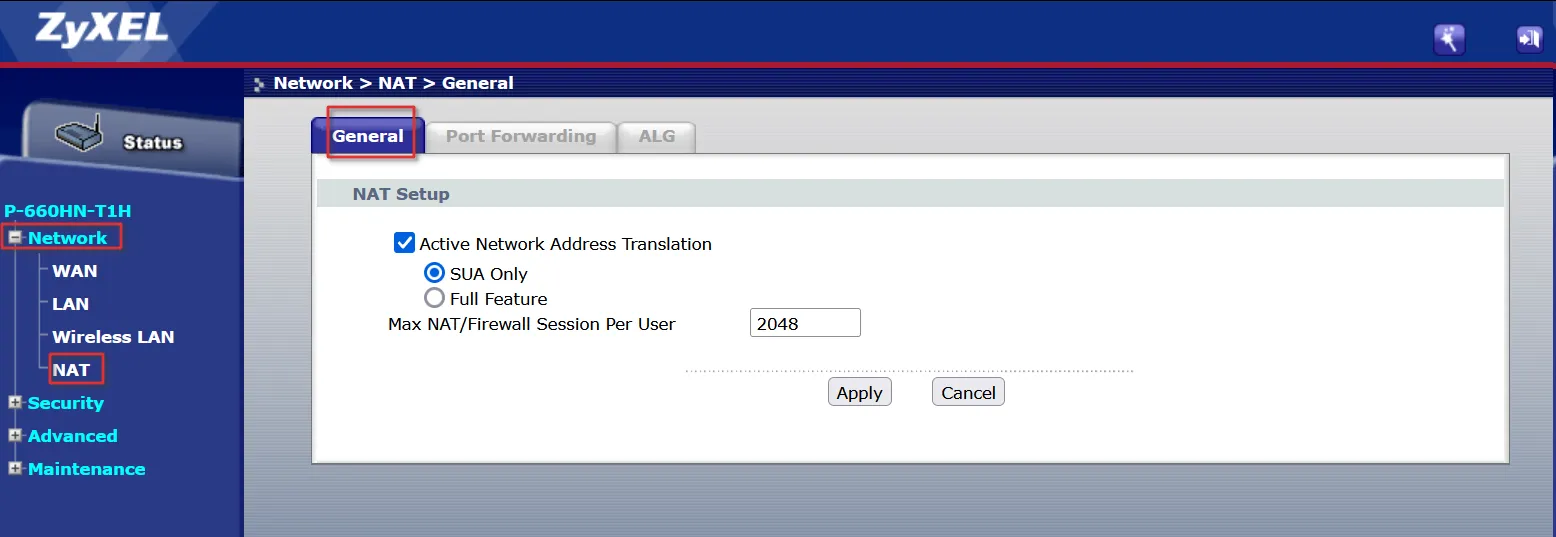 ZyXEL
Network > NAT > General
Status
General
Port Forwarding
ALG
NAT Setup
P-660HN-T1H
Network
WAN
LAN
Wireless LAN
NAT
Security
Advanced
Maintenance
Active Network Address Translation
SUA Only
Full Feature
Max NAT/Firewall Session Per User 2048
Apply Cancel